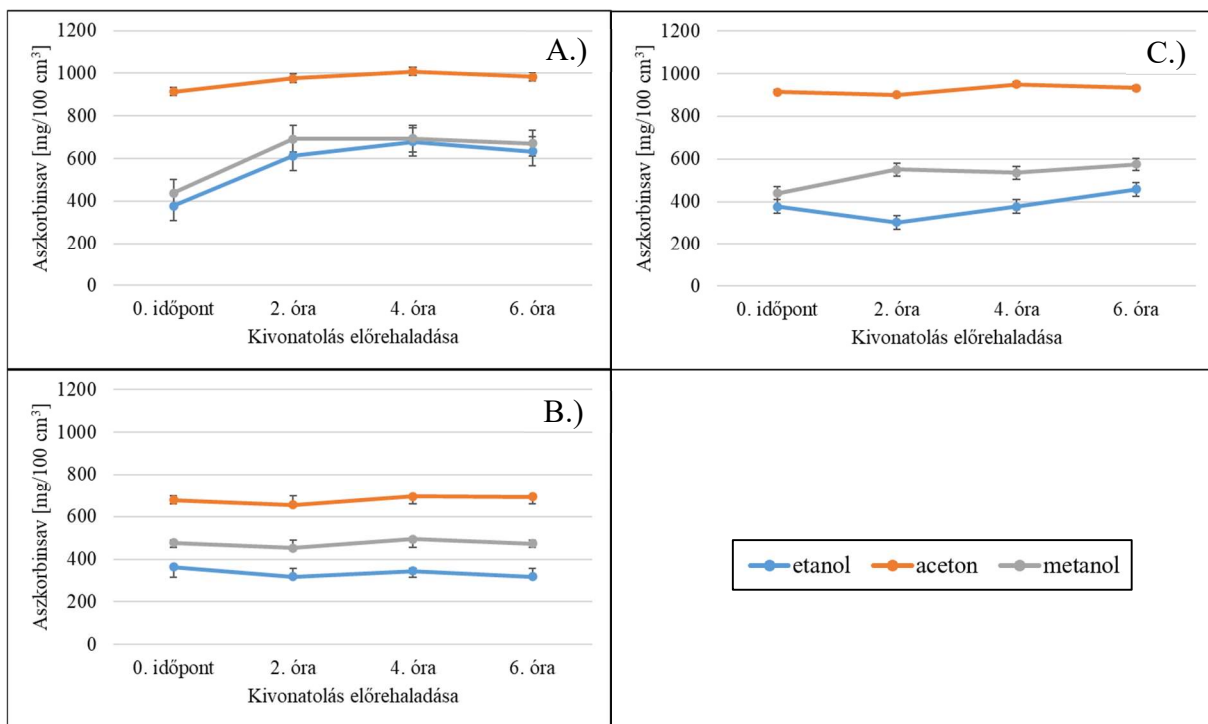 A.)
Aszkorbinsav [mg/100 cm³]
1200
1000
800
600
400
200
0
0. időpont 2. óra 4. óra 6. óra
Kivonatolás előrehaladása
C.)
Aszkorbinsav [mg/100 cm³]
1200
1000
800
600
400
200
0
0. időpont 2. óra 4. óra 6. óra
Kivonatolás előrehaladása
B.)
Aszkorbinsav [mg/100 cm³]
1200
1000
800
600
400
200
0
0. időpont 2. óra 4. óra 6. óra
Kivonatolás előrehaladása
etanol aceton metanol